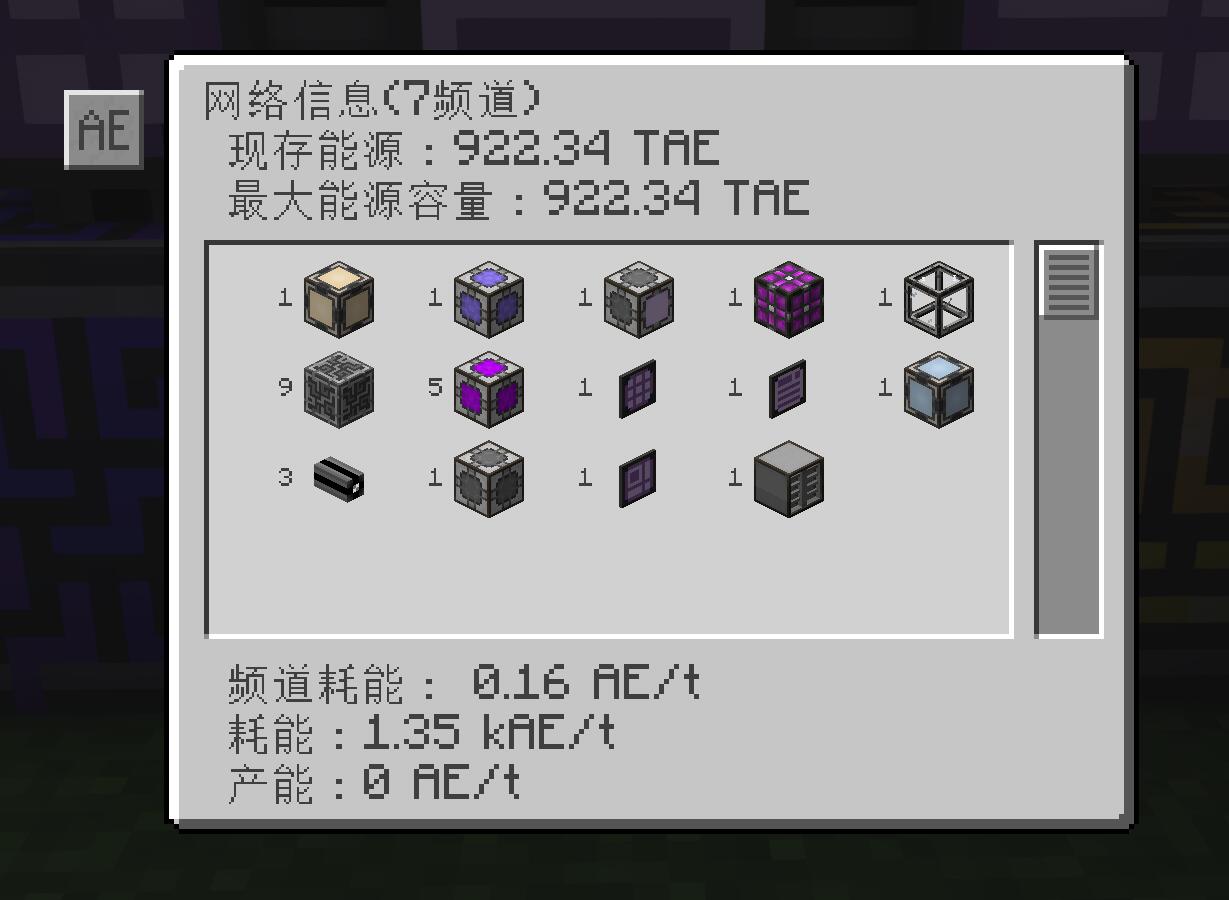 AE
网络信息(7频道)
现存能源：922.34 TAE
最大能源容量：922.34 TAE
1 1 1 1 1
9 5 1 1 1
3 1 1 1
频道耗能： 0.16 AE/t
耗能：1.35 kAE/t
产能：0 AE/t